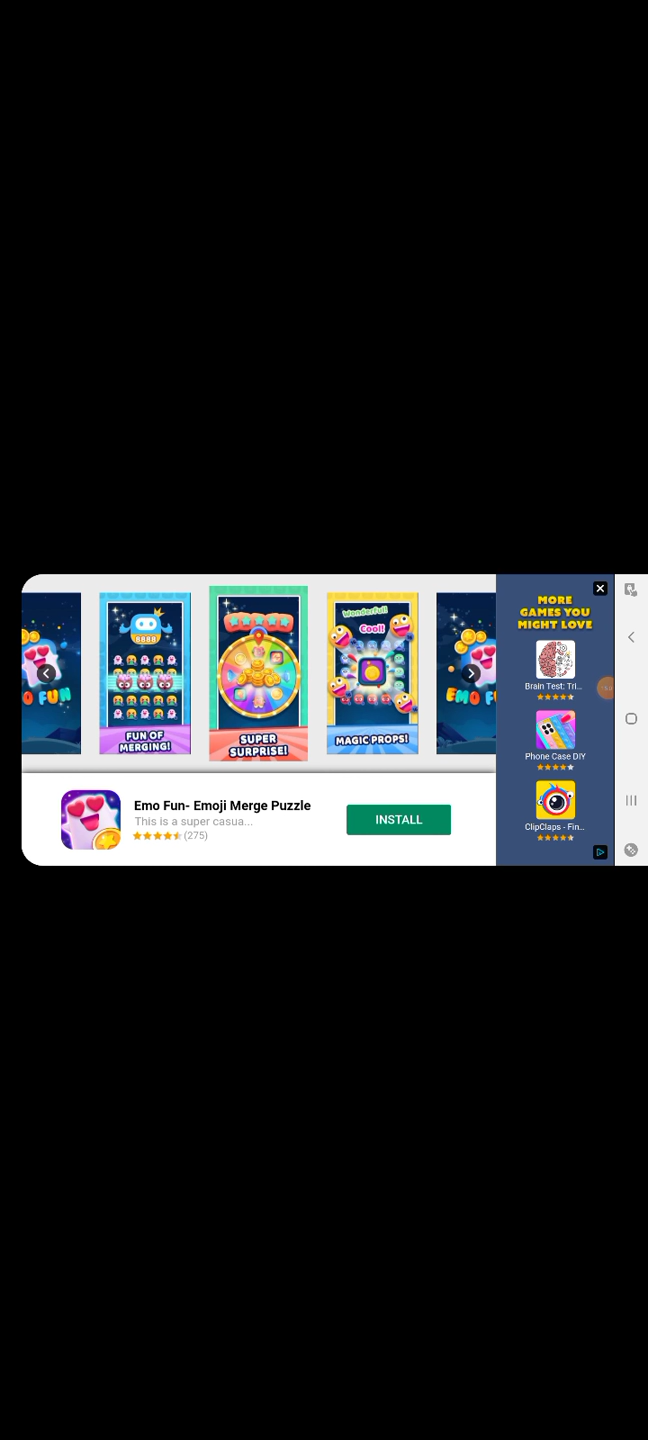 EMO FUN
8888
FUN OF
MERGING!
SUPER
SURPRISE!
Wonderful!
Cool!
MAGIC PROPS!
EMO F
Emo Fun- Emoji Merge Puzzle
This is a super casua...
(275)
INSTALL
MORE
GAMES YOU
MIGHT LOVE
Brain Test: Tri...
Phone Case DIY
ClipClaps - Fin...